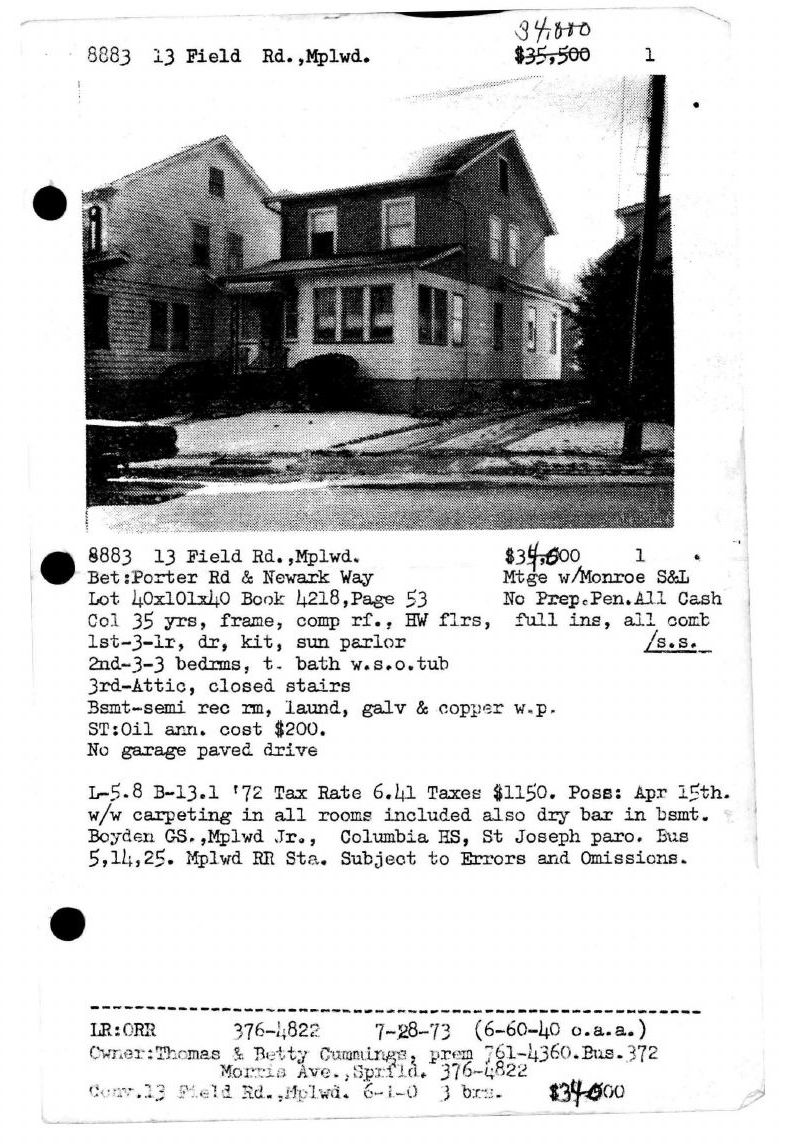 34,000
8883 13 Field Rd.,Mplwd. $35,500 1
8883 13 Field Rd.,Mplwd. $34,000 1
Bet:Porter Rd & Newark Way Mtge w/Monroe S&L
Lot 40x101x40 Book 4218,Page 53 No Prep.Pen.All Cash
Col 35 yrs, frame, comp rf., HW flrs, full ins, all comb
1st-3-lr, dr, kit, sun parlor /s.s.
2nd-3-3 bedrms, t. bath w.s.o.tub
3rd-Attic, closed stairs
Bsmt-semi rec rm, laund, galv & copper w.p.
ST:Oil ann. cost $200.
No garage paved drive
L-5.8 B-13.1 '72 Tax Rate 6.41 Taxes $1150. Poss: Apr 15th.
w/w carpeting in all rooms included also dry bar in bsmt.
Boyden GS.,Mplwd Jr., Columbia HS, St Joseph paro. Bus
5,14,25. Mplwd RR Sta. Subject to Errors and Omissions.
LR:ORR 376-4822 7-28-73 (6-60-40 o.a.a.)
Owner:Thomas & Betty Cummings, prem 761-4360.Bus.372
Morris Ave.,Sprfld. 376-4822
Conv.13 Field Rd.,Mplwd. 6-1-0 3 brs. $34,000